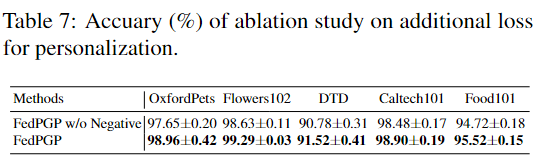 Table 7: Accuary (%) of ablation study on additional loss
for personalization.
Methods OxfordPets Flowers102 DTD Caltech101 Food101
FedPGP w/o Negative 97.65±0.20 98.63±0.11 90.78±0.31 98.48±0.17 94.72±0.18
FedPGP 98.96±0.42 99.29±0.03 91.52±0.41 98.90±0.19 95.52±0.15